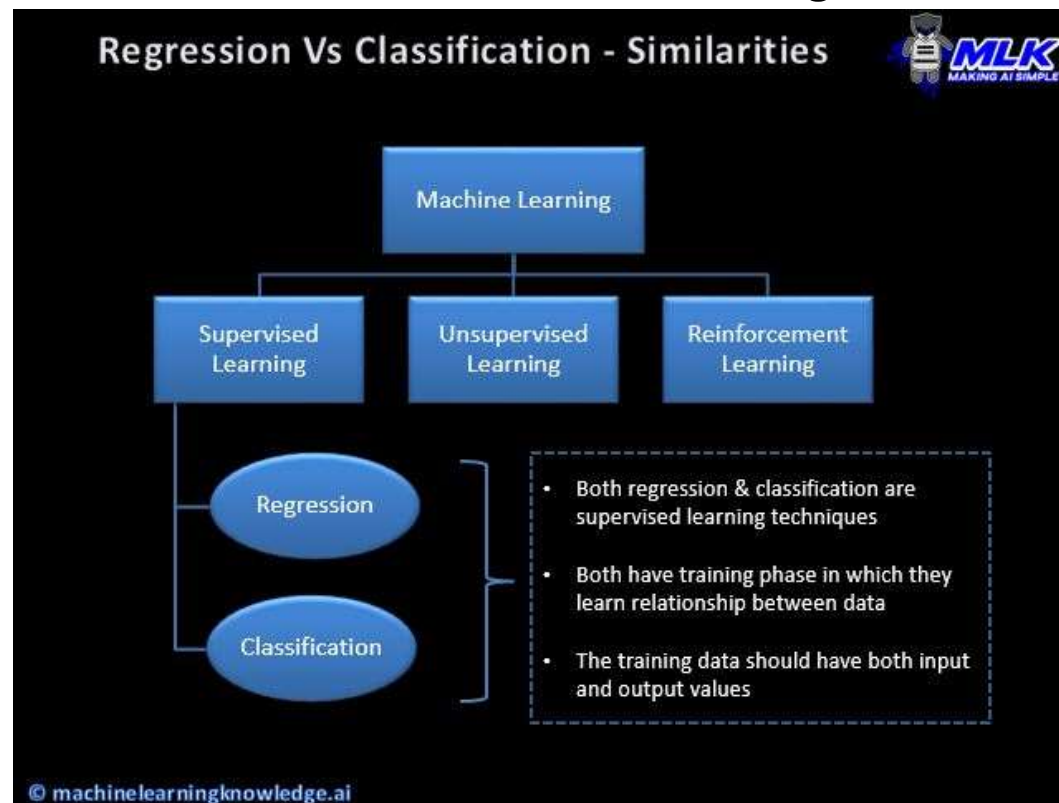 Regression Vs Classification - Similarities
MLK
MAKING AI SIMPLE
Machine Learning
Supervised
Learning
Unsupervised
Learning
Reinforcement
Learning
Regression
Classification
• Both regression & classification are
supervised learning techniques
• Both have training phase in which they
learn relationship between data
• The training data should have both input
and output values
© machinelearningknowledge.ai